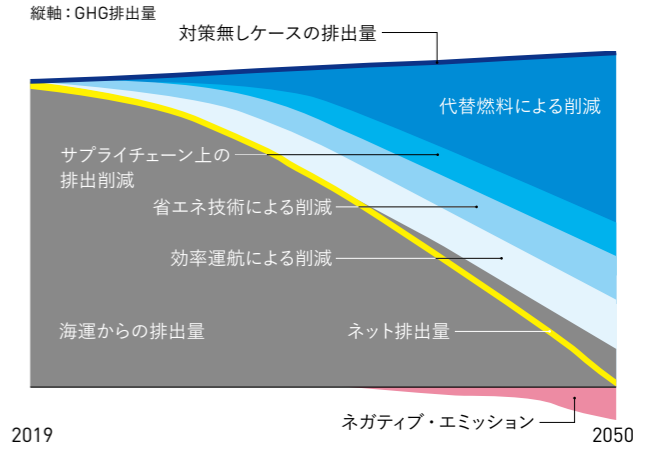 縦軸：GHG排出量
対策無しケースの排出量
代替燃料による削減
サプライチェーン上の
排出削減
省エネ技術による削減
効率運航による削減
海運からの排出量
ネット排出量
ネガティブ・エミッション
2019
2050